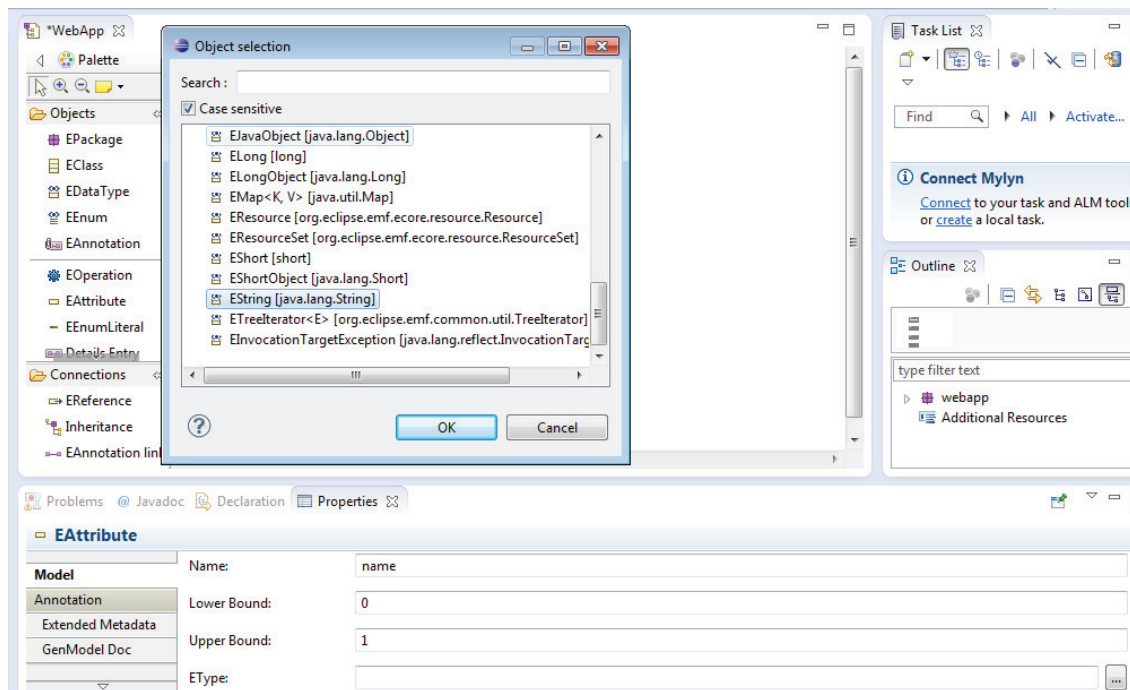 *WebApp
Palette
Objects
EPackage
EClass
EDataType
EEnum
EAnnotation
EOperation
EAttribute
EEnumLiteral
Details Entry
Connections
EReference
Inheritance
EAnnotation link
Object selection
Search :
Case sensitive
EJavaObject [java.lang.Object]
ELong [long]
ELongObject [java.lang.Long]
EMap<K, V> [java.util.Map]
EResource [org.eclipse.emf.ecore.resource.Resource]
EResourceSet [org.eclipse.emf.ecore.resource.ResourceSet]
EShort [short]
EShortObject [java.lang.Short]
EString [java.lang.String]
ETreeIterator<E> [org.eclipse.emf.common.util.TreeIterator]
EInvocationTargetException [java.lang.reflect.InvocationTarg
OK
Cancel
Task List
Find
All
Activate...
Connect Mylyn
Connect to your task and ALM tool
or create a local task.
Outline
type filter text
webapp
Additional Resources
Problems @ Javadoc Declaration Properties
EAttribute
Model
Annotation
Extended Metadata
GenModel Doc
Name: name
Lower Bound: 0
Upper Bound: 1
EType: ...